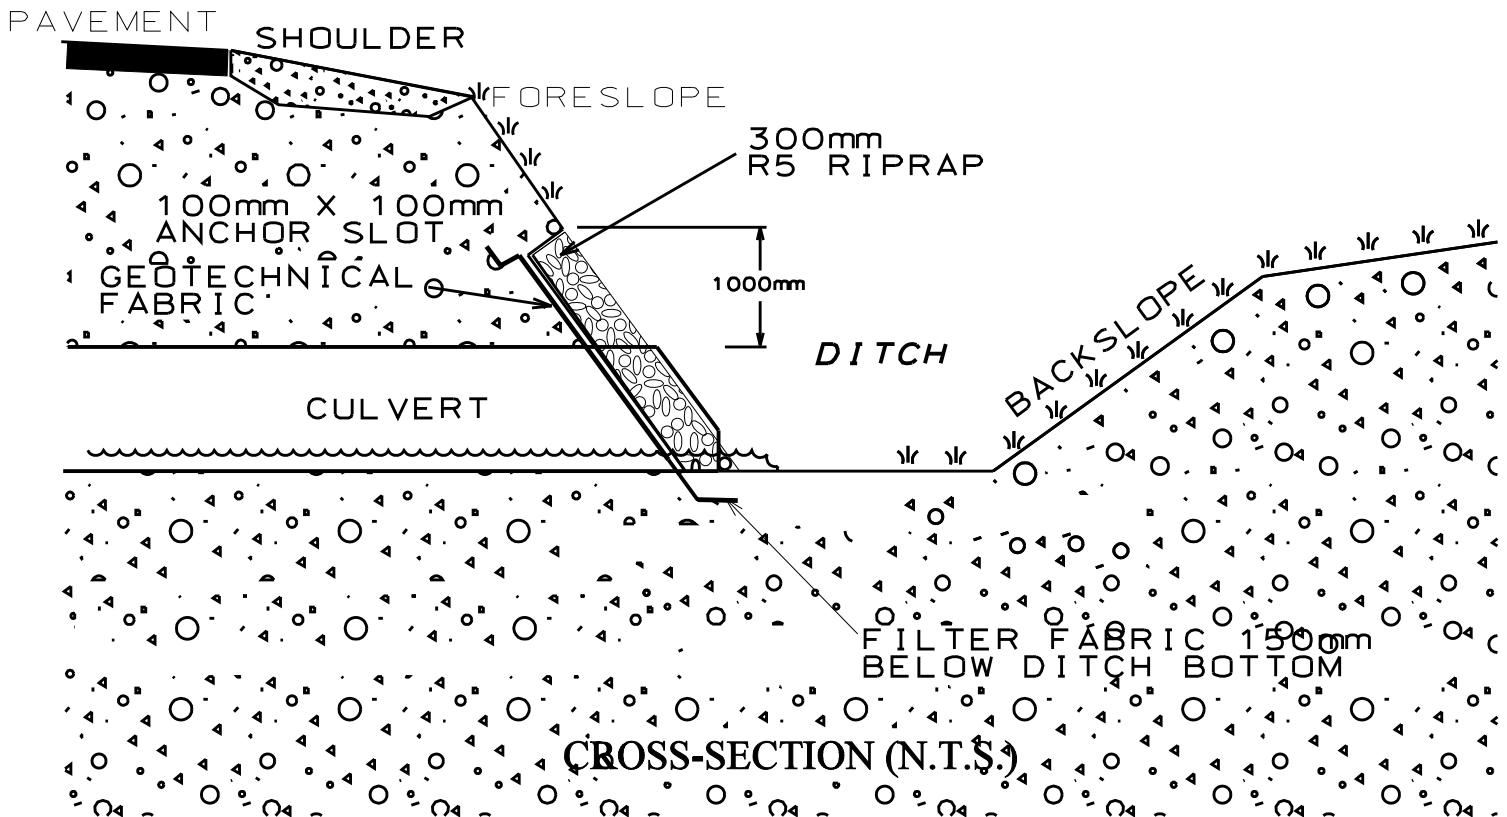 PAVEMENT
SHOULDER
FORESLOPE
300mm
R5 RIPRAP
100mm X 100mm
ANCHOR SLOT
GEOTECHNICAL
FABRIC
1000mm
DITCH
BACKSLOPE
CULVERT
FILTER FABRIC 150mm
BELOW DITCH BOTTOM
CROSS-SECTION (N.T.S.)